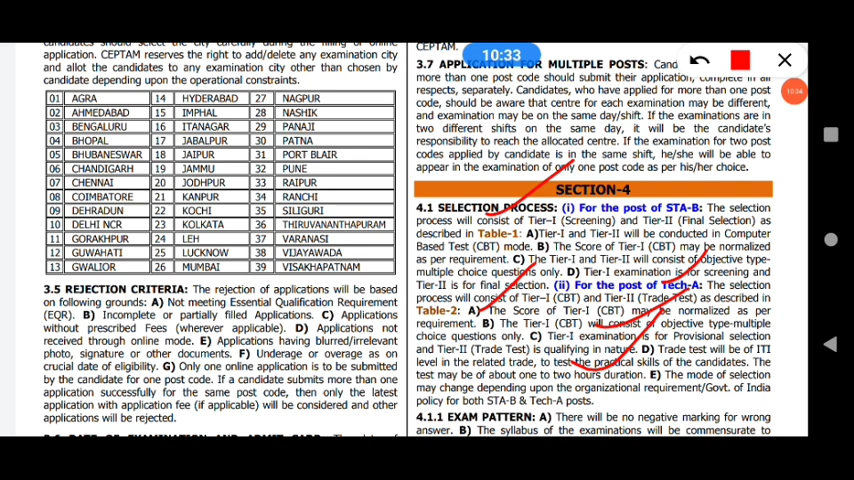 candidates should select the city carefully during the filling of online
application. CEPTAM reserves the right to add/delete any examination city
and allot the candidates to any examination city other than chosen by
candidate depending upon the operational constraints.
01 AGRA 14 HYDERABAD 27 NAGPUR
02 AHMEDABAD 15 IMPHAL 28 NASHIK
03 BENGALURU 16 ITANAGAR 29 PANAJI
04 BHOPAL 17 JABALPUR 30 PATNA
05 BHUBANESWAR 18 JAIPUR 31 PORT BLAIR
06 CHANDIGARH 19 JAMMU 32 PUNE
07 CHENNAI 20 JODHPUR 33 RAIPUR
08 COIMBATORE 21 KANPUR 34 RANCHI
09 DEHRADUN 22 KOCHI 35 SILIGURI
10 DELHI NCR 23 KOLKATA 36 THIRUVANANTHAPURAM
11 GORAKHPUR 24 LEH 37 VARANASI
12 GUWAHATI 25 LUCKNOW 38 VIJAYAWADA
13 GWALIOR 26 MUMBAI 39 VISAKHAPATNAM
3.5 REJECTION CRITERIA: The rejection of applications will be based
on following grounds: A) Not meeting Essential Qualification Requirement
(EQR). B) Incomplete or partially filled Applications. C) Applications
without prescribed Fees (wherever applicable). D) Applications not
received through online mode. E) Applications having blurred/irrelevant
photo, signature or other documents. F) Underage or overage as on
crucial date of eligibility. G) Only one online application is to be submitted
by the candidate for one post code. If a candidate submits more than one
application successfully for the same post code, then only the latest
application with application fee (if applicable) will be considered and other
applications will be rejected.
3.6 DATE OF EXAMINATION AND ADMIT CARD: The
CEPTAM.
10:33
10:34
3.7 APPLICATION FOR MULTIPLE POSTS: Cand
more than one post code should submit their application, complete in all
respects, separately. Candidates, who have applied for more than one post
code, should be aware that centre for each examination may be different,
and examination may be on the same day/shift. If the examinations are in
two different shifts on the same day, it will be the candidate's
responsibility to reach the allocated centre. If the examination for two post
codes applied by candidate is in the same shift, he/she will be able to
appear in the examination of only one post code as per his/her choice.
SECTION-4
4.1 SELECTION PROCESS: (i) For the post of STA-B: The selection
process will consist of Tier-I (Screening) and Tier-II (Final Selection) as
described in Table-1: A)Tier-I and Tier-II will be conducted in Computer
Based Test (CBT) mode. B) The Score of Tier-I (CBT) may be normalized
as per requirement. C) The Tier-I and Tier-II will consist of objective type-
multiple choice questions only. D) Tier-I examination is for screening and
Tier-II is for final selection. (ii) For the post of Tech-A: The selection
process will consist of Tier–I (CBT) and Tier-II (Trade Test) as described in
Table-2: A) The Score of Tier-I (CBT) may be normalized as per
requirement. B) The Tier-I (CBT) will consist of objective type-multiple
choice questions only. C) Tier-I examination is for Provisional selection
and Tier-II (Trade Test) is qualifying in nature. D) Trade test will be of ITI
level in the related trade, to test the practical skills of the candidates. The
test may be of about one to two hours duration. E) The mode of selection
may change depending upon the organizational requirement/Govt. of India
policy for both STA-B & Tech-A posts.
4.1.1 EXAM PATTERN: A) There will be no negative marking for wrong
answer. B) The syllabus of the examinations will be commensurate to